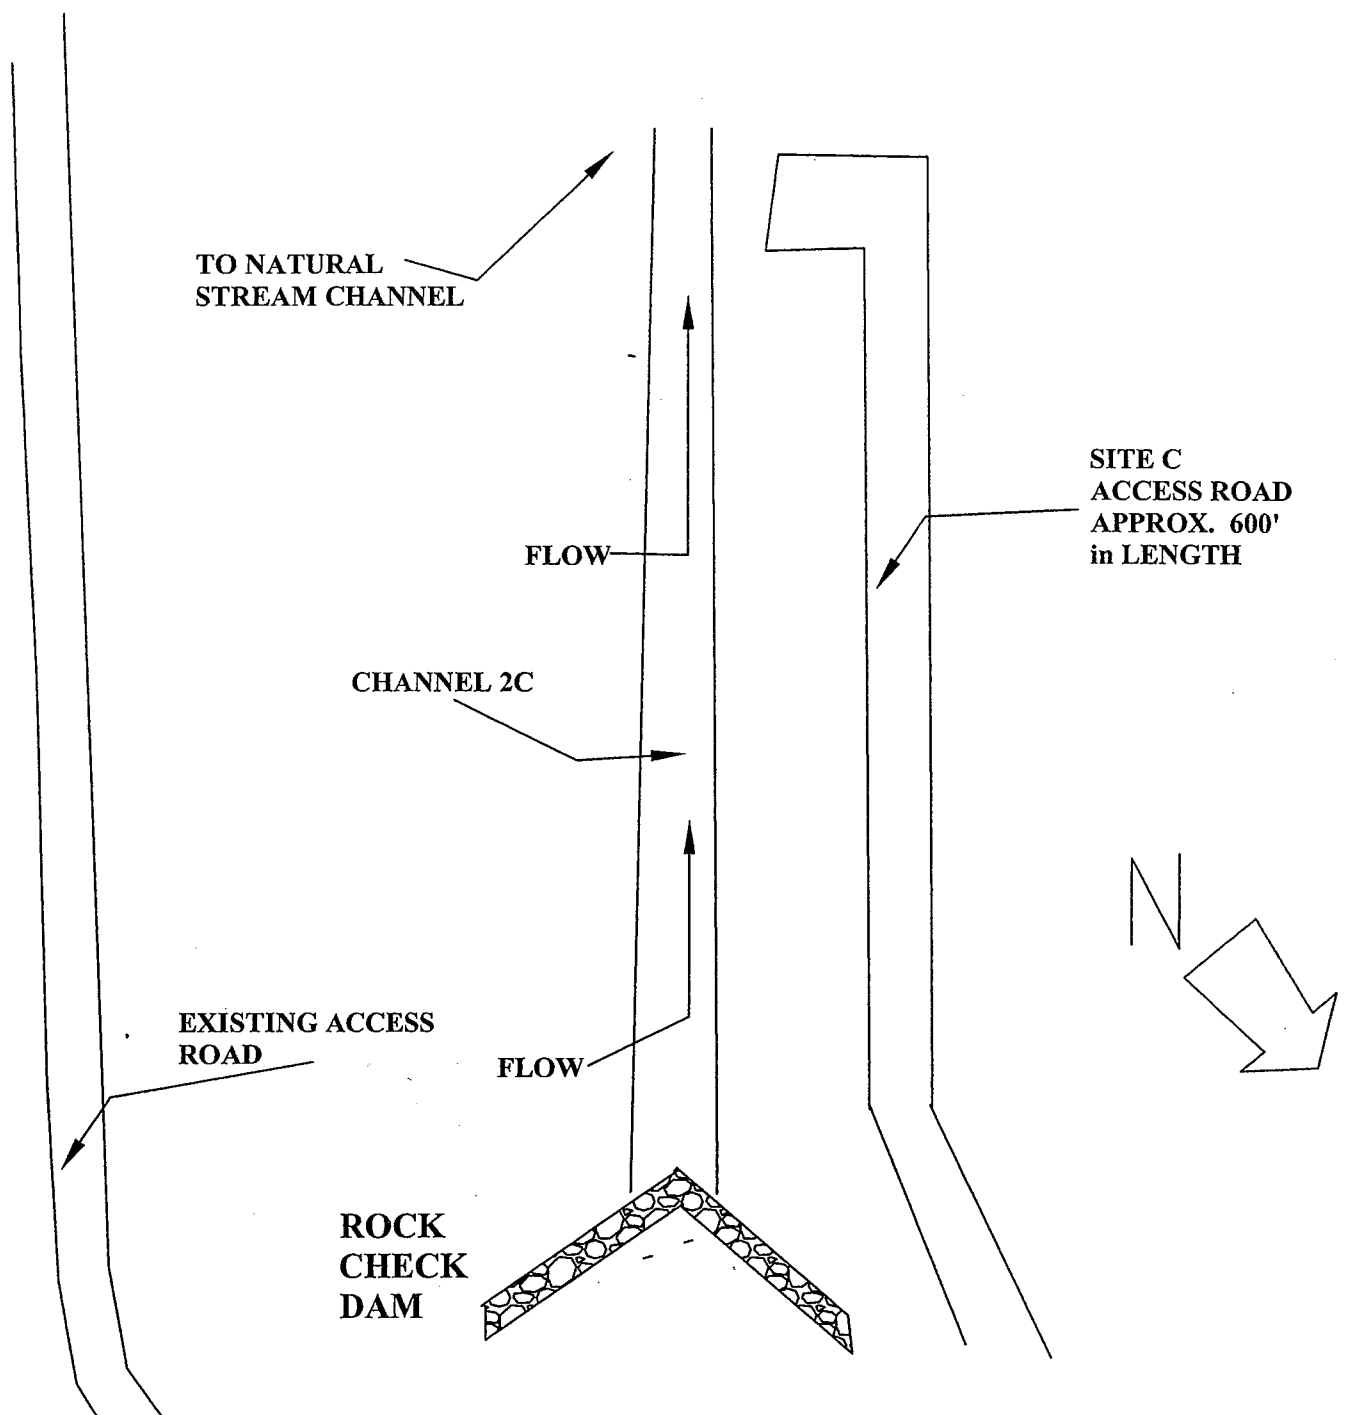 TO NATURAL
STREAM CHANNEL
SITE C
ACCESS ROAD
APPROX. 600'
in LENGTH
FLOW
CHANNEL 2C
N
EXISTING ACCESS
ROAD
FLOW
ROCK
CHECK
DAM